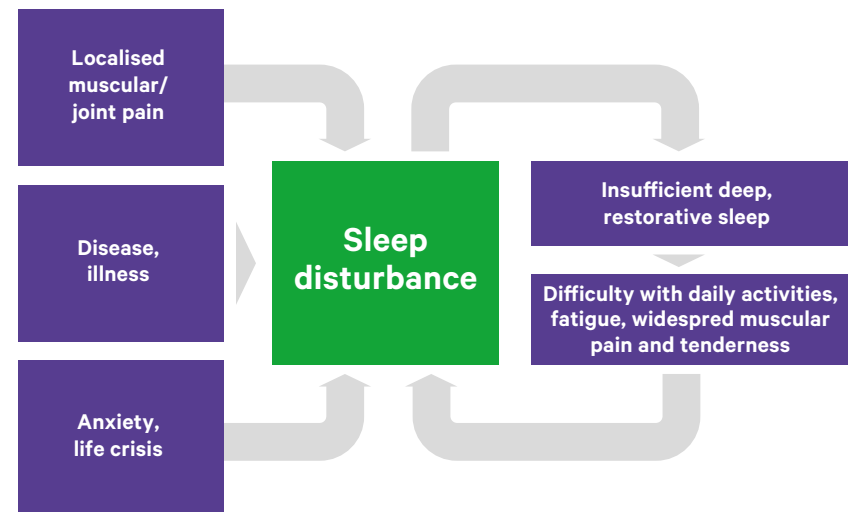 Localised
muscular/
joint pain
Disease,
illness
Anxiety,
life crisis
Sleep
disturbance
Insufficient deep,
restorative sleep
Difficulty with daily activities,
fatigue, widespred muscular
pain and tenderness